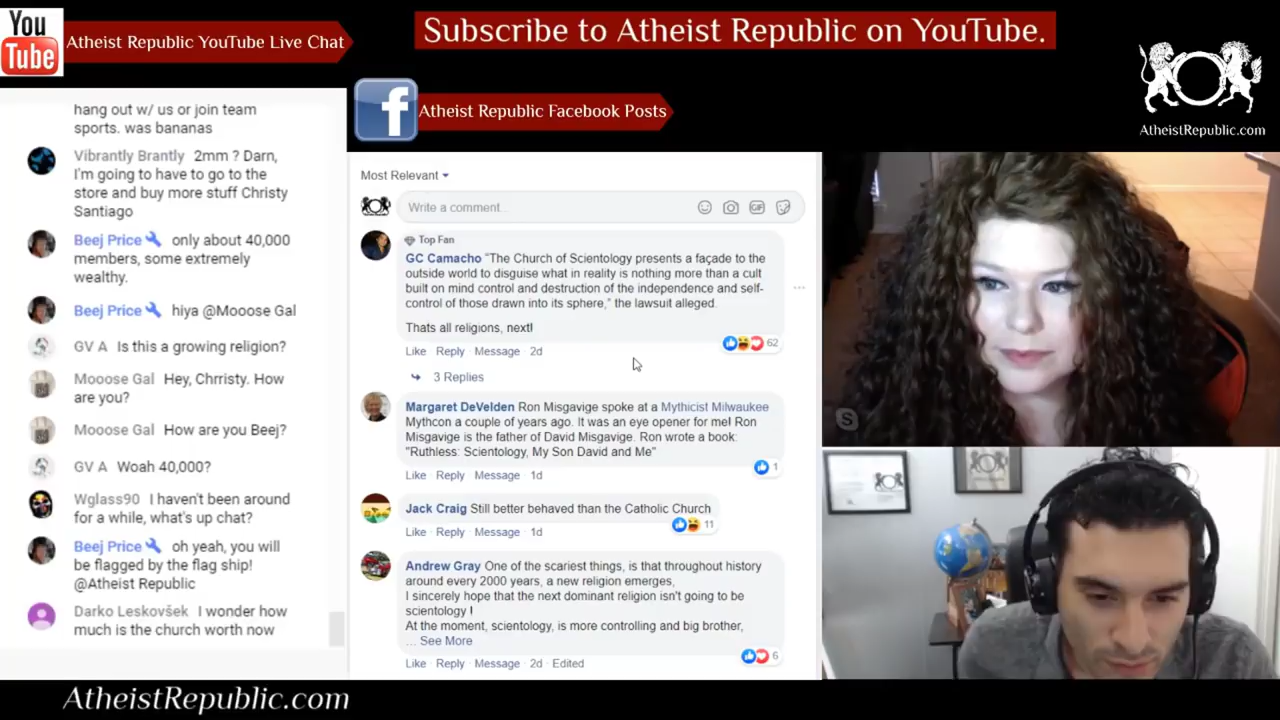 You
Tube
Atheist Republic YouTube Live Chat
Subscribe to Atheist Republic on YouTube.
AtheistRepublic.com
f
Atheist Republic Facebook Posts
hang out w/ us or join team
sports. was bananas
Vibrantly Brantly 2mm ? Darn,
I'm going to have to go to the
store and buy more stuff Christy
Santiago
Beej Price only about 40,000
members, some extremely
wealthy.
Beej Price hiya @Mooose Gal
GV A Is this a growing religion?
Mooose Gal Hey, Chrristy. How
are you?
Mooose Gal How are you Beej?
GV A Woah 40,000?
Wglass90 I haven't been around
for a while, what's up chat?
Beej Price oh yeah, you will
be flagged by the flag ship!
@Atheist Republic
Darko Leskovšek I wonder how
much is the church worth now
Most Relevant
Write a comment...
GIF
Top Fan
GC Camacho “The Church of Scientology presents a façade to the
outside world to disguise what in reality is nothing more than a cult
built on mind control and destruction of the independence and self-
control of those drawn into its sphere,” the lawsuit alleged.
Thats all religions, next!
62
Like · Reply · Message · 2d
3 Replies
Margaret DeVelden Ron Misgavige spoke at a Mythicist Milwaukee
Mythcon a couple of years ago. It was an eye opener for me! Ron
Misgavige is the father of David Misgavige. Ron wrote a book:
"Ruthless: Scientology, My Son David and Me"
1
Like · Reply · Message · 1d
Jack Craig Still better behaved than the Catholic Church
11
Like · Reply · Message · 1d
Andrew Gray One of the scariest things, is that throughout history
around every 2000 years, a new religion emerges,
I sincerely hope that the next dominant religion isn't going to be
scientology !
At the moment, scientology, is more controlling and big brother,
... See More
6
Like · Reply · Message · 2d · Edited
S
AtheistRepublic.com